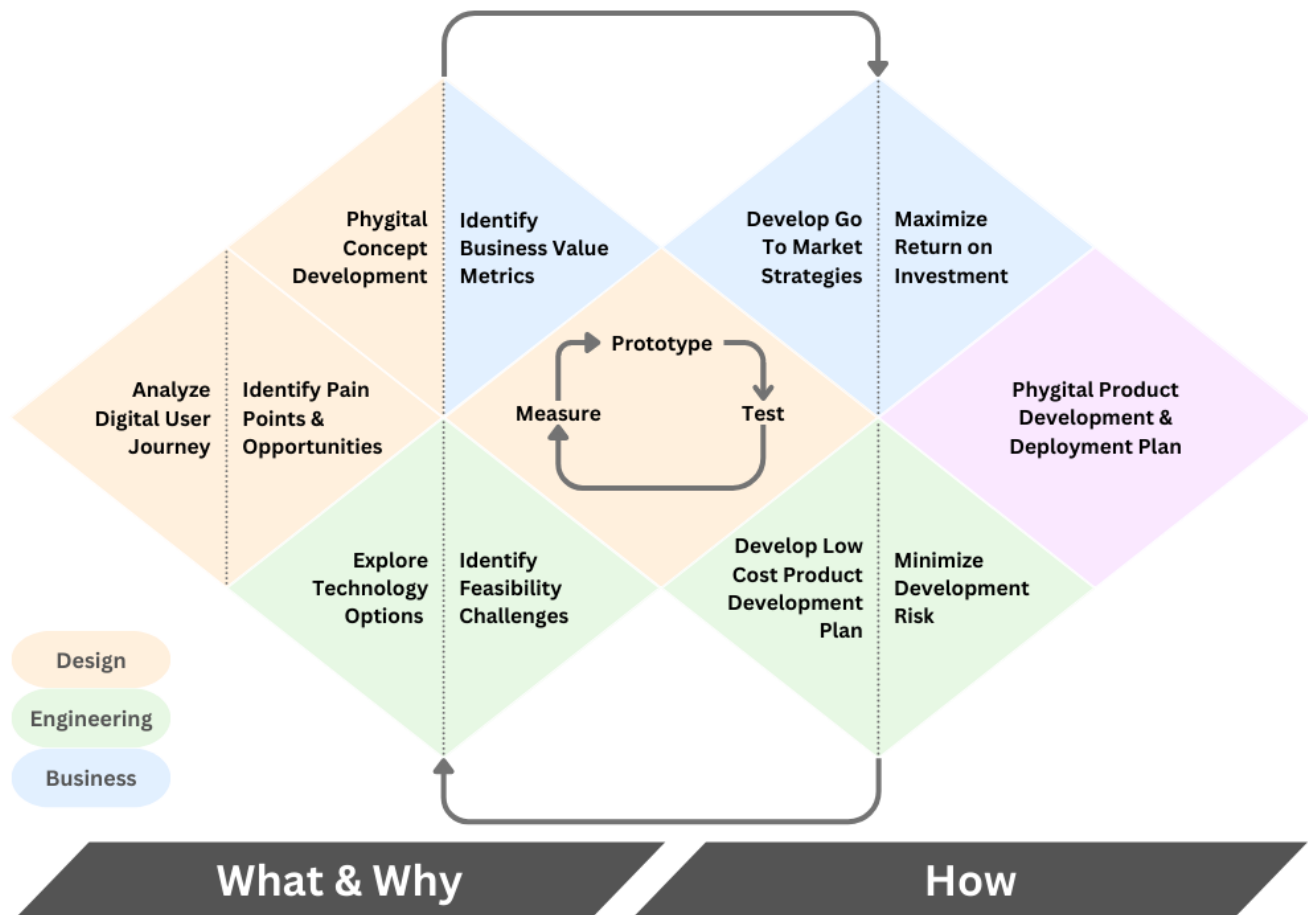 Phygital
Concept
Development
Identify
Business Value
Metrics
Develop Go
To Market
Strategies
Maximize
Return on
Investment
Analyze
Digital User
Journey
Identify Pain
Points &
Opportunities
Prototype
Measure
Test
Phygital Product
Development &
Deployment Plan
Explore
Technology
Options
Identify
Feasibility
Challenges
Develop Low
Cost Product
Development
Plan
Minimize
Development
Risk
Design
Engineering
Business
What & Why
How